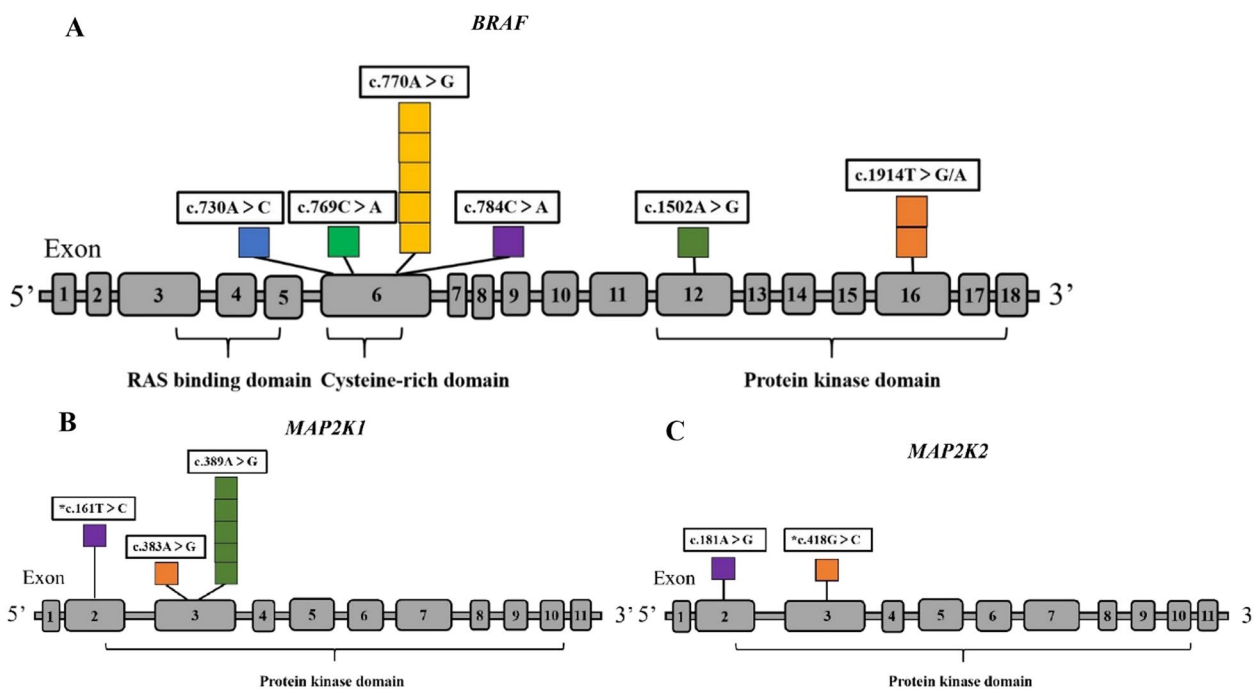 A
BRAF
c.770A > G
c.730A > C
c.769C > A
c.784C > A
c.1502A > G
c.1914T > G/A
Exon
5’ 1 2 3 4 5 6 7 8 9 10 11 12 13 14 15 16 17 18 3’
RAS binding domain Cysteine-rich domain Protein kinase domain
B
MAP2K1
c.389A > G
*c.161T > C
c.383A > G
Exon
5’ 1 2 3 4 5 6 7 8 9 10 11 3’
Protein kinase domain
C
MAP2K2
c.181A > G
*c.418G > C
Exon
5’ 1 2 3 4 5 6 7 8 9 10 11 3
Protein kinase domain